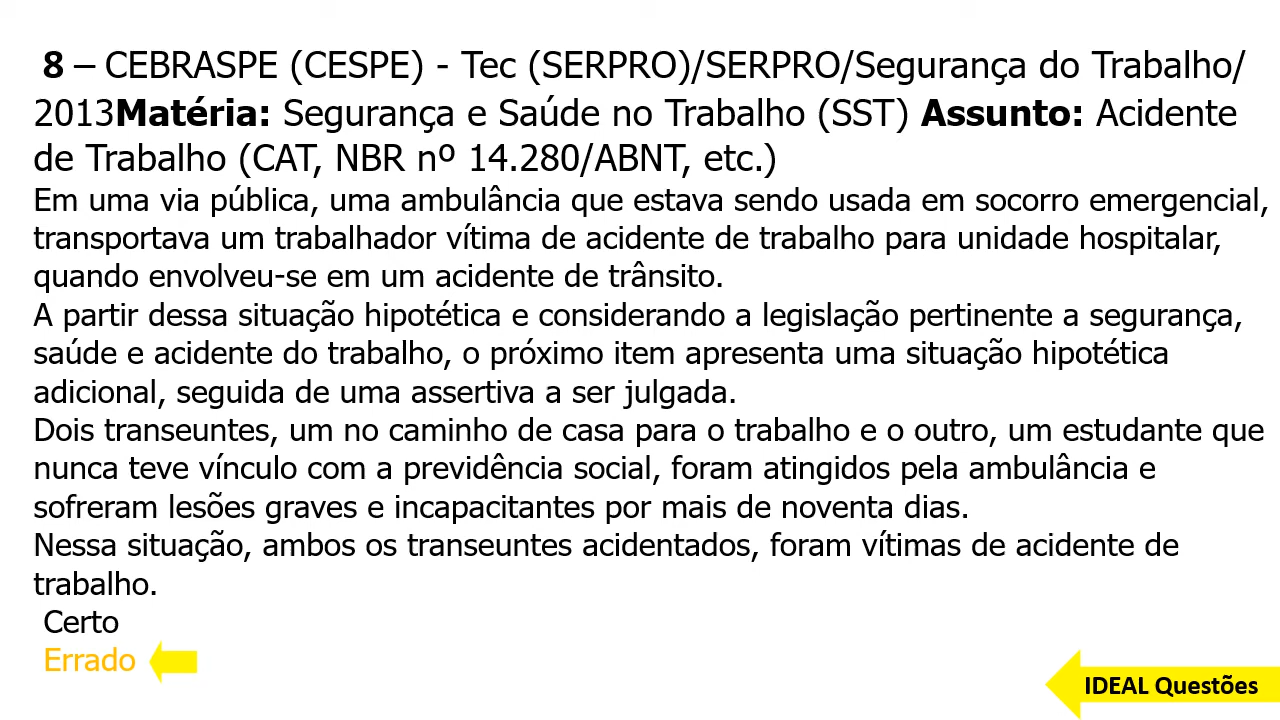 8 – CEBRASPE (CESPE) - Tec (SERPRO)/SERPRO/Segurança do Trabalho/
2013Matéria: Segurança e Saúde no Trabalho (SST) Assunto: Acidente
de Trabalho (CAT, NBR nº 14.280/ABNT, etc.)
Em uma via pública, uma ambulância que estava sendo usada em socorro emergencial,
transportava um trabalhador vítima de acidente de trabalho para unidade hospitalar,
quando envolveu-se em um acidente de trânsito.
A partir dessa situação hipotética e considerando a legislação pertinente a segurança,
saúde e acidente do trabalho, o próximo item apresenta uma situação hipotética
adicional, seguida de uma assertiva a ser julgada.
Dois transeuntes, um no caminho de casa para o trabalho e o outro, um estudante que
nunca teve vínculo com a previdência social, foram atingidos pela ambulância e
sofreram lesões graves e incapacitantes por mais de noventa dias.
Nessa situação, ambos os transeuntes acidentados, foram vítimas de acidente de
trabalho.
Certo
Errado
IDEAL Questões